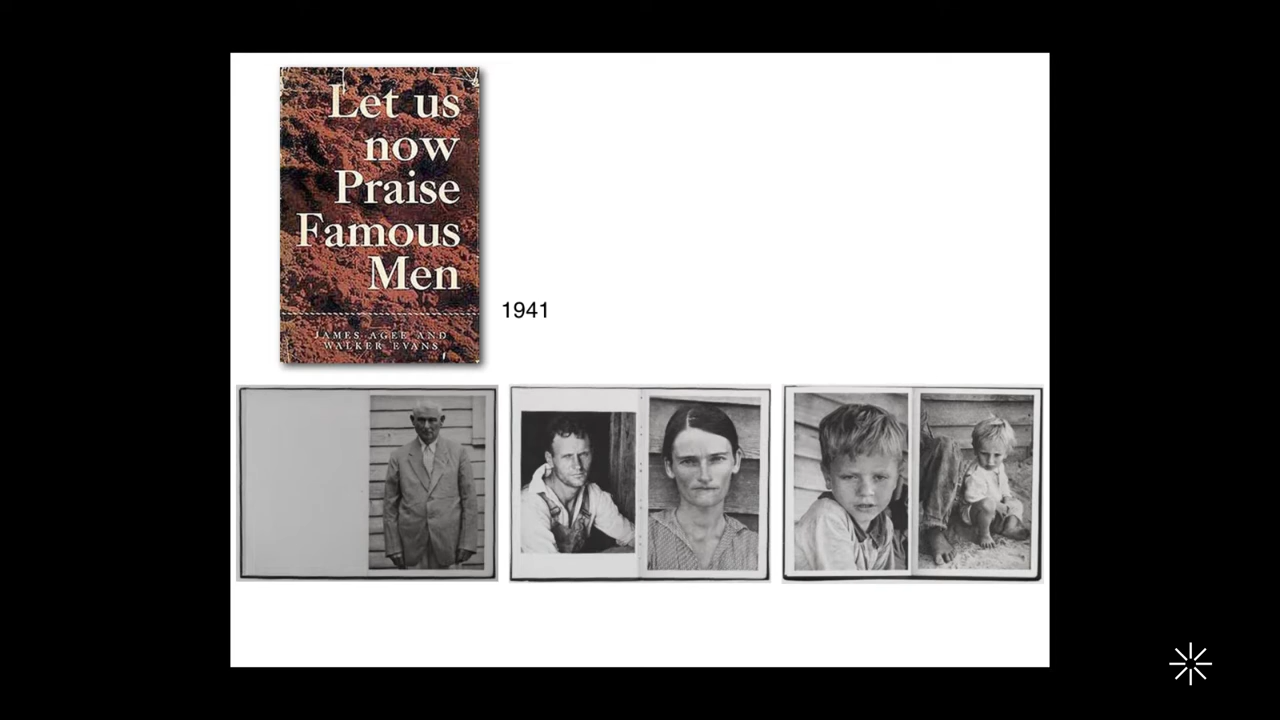 Let us
now
Praise
Famous
Men
JAMES AGEE AND
WALKER EVANS
1941